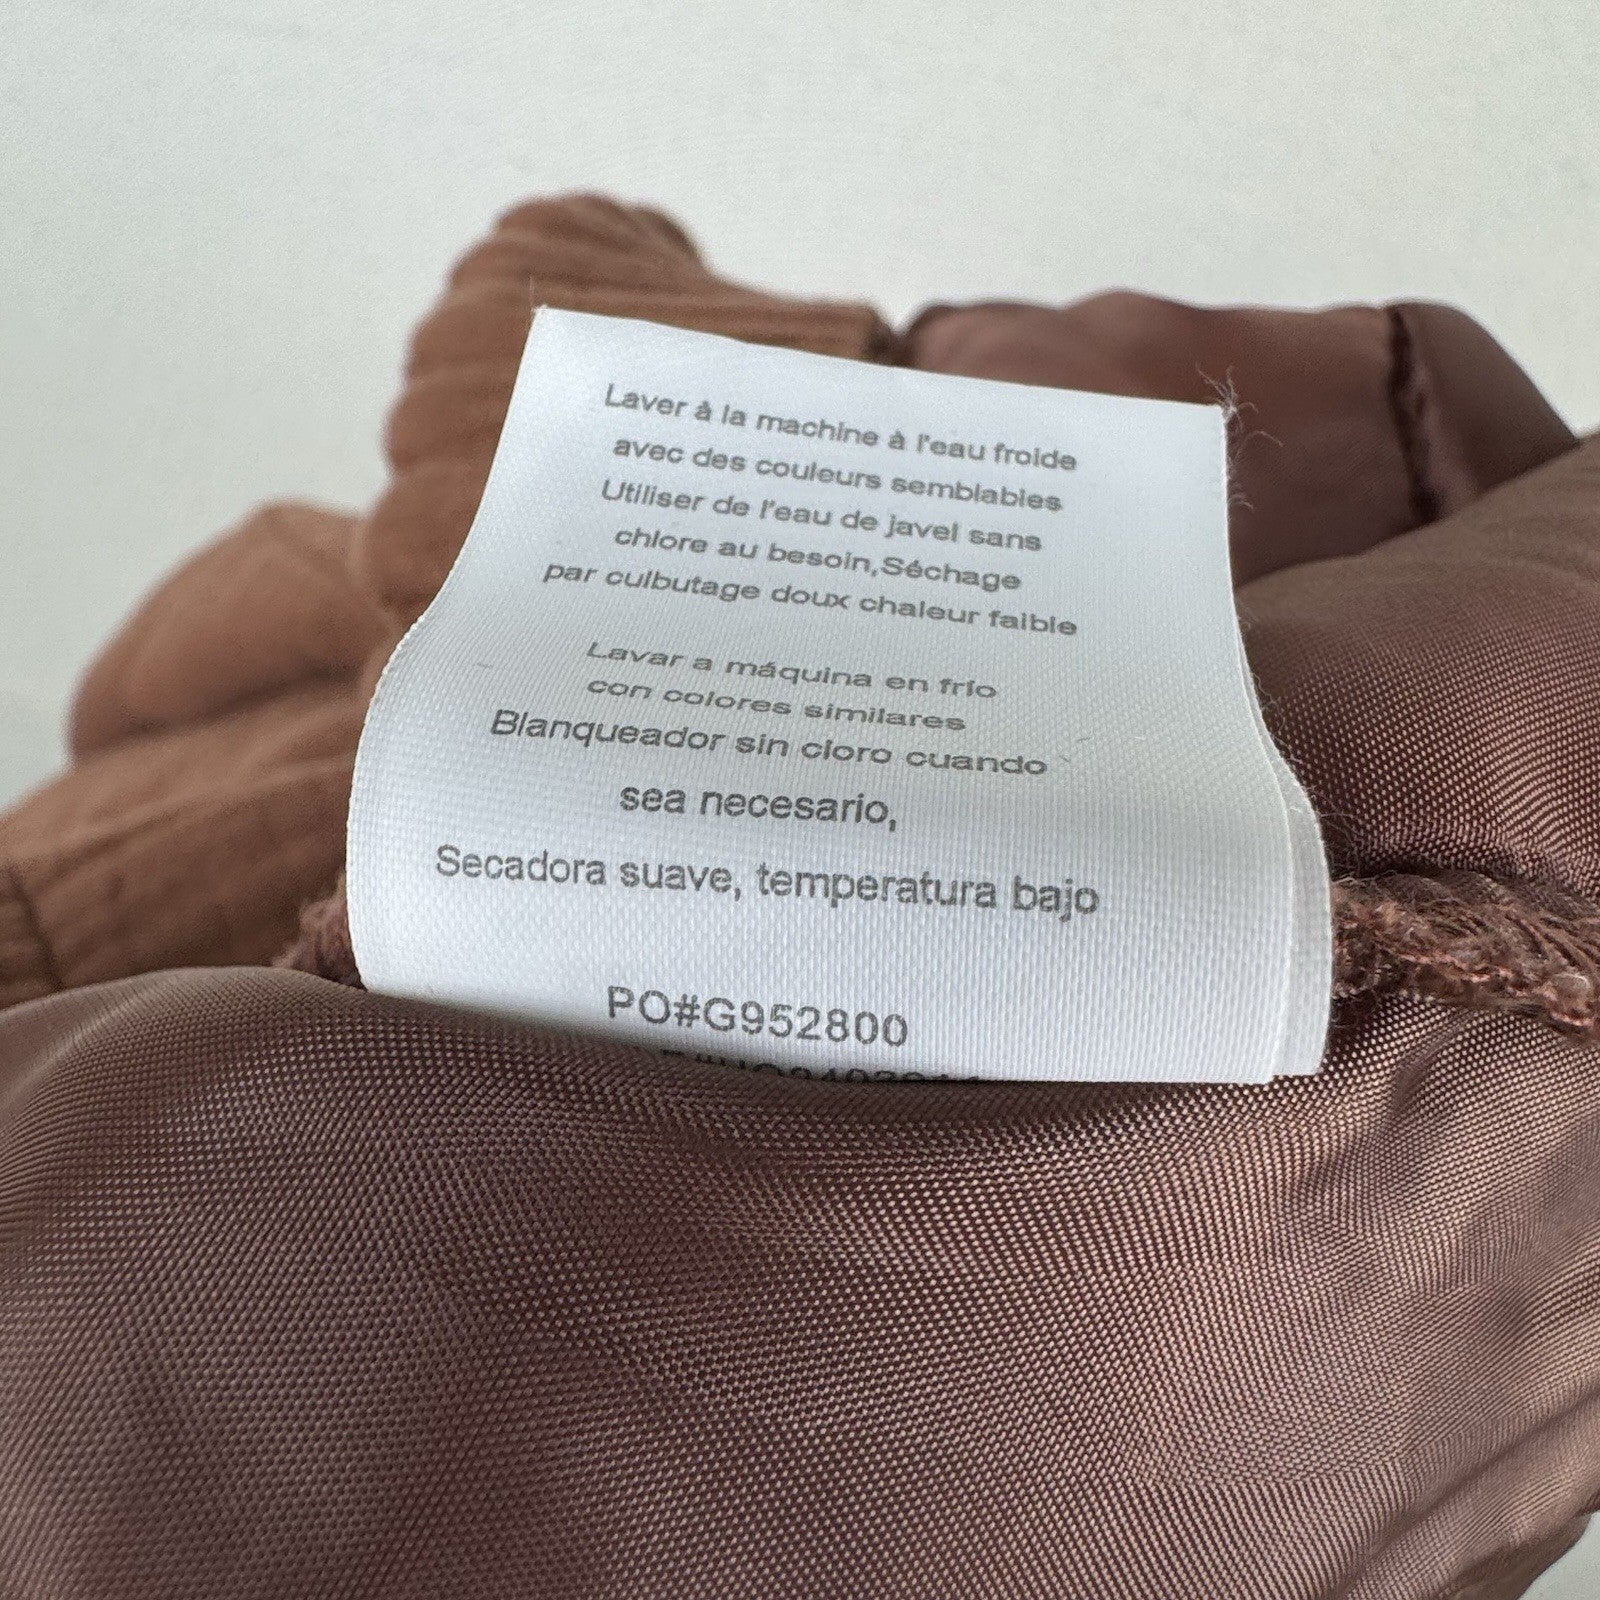 Laver à la machine à l'eau froide
avec des couleurs semblables
Utiliser de l'eau de javel sans
chlore au besoin,Séchage
par culbutage doux chaleur faible
Lavar a máquina en frío
con colores similares
Blanqueador sin cloro cuando
sea necesario,
Secadora suave, temperatura bajo
PO#G952800